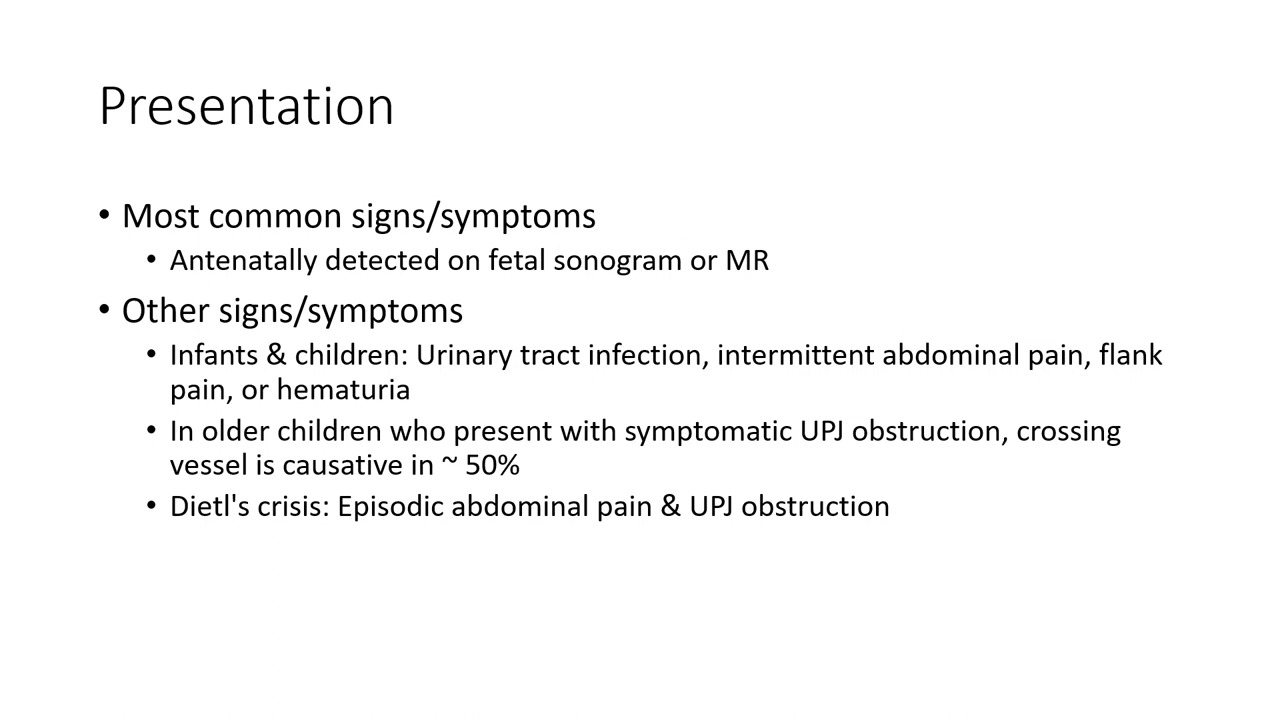 Presentation
• Most common signs/symptoms
• Antenatally detected on fetal sonogram or MR
• Other signs/symptoms
• Infants & children: Urinary tract infection, intermittent abdominal pain, flank
pain, or hematuria
• In older children who present with symptomatic UPJ obstruction, crossing
vessel is causative in ~ 50%
• Dietl's crisis: Episodic abdominal pain & UPJ obstruction